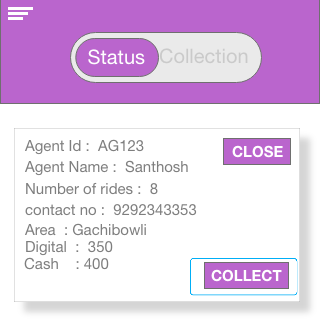 Status Collection
Agent Id : AG123
CLOSE
Agent Name : Santhosh
Number of rides : 8
contact no : 9292343353
Area : Gachibowli
Digital : 350
Cash : 400
COLLECT